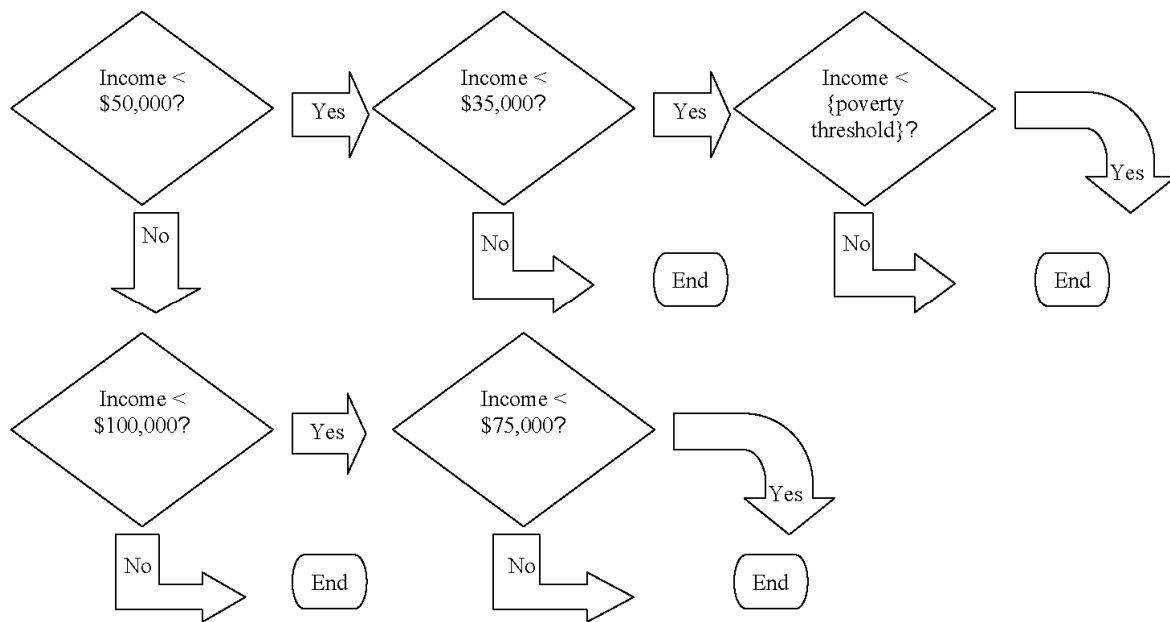 Income <
$50,000?
Yes
Income <
$35,000?
Yes
Income <
{poverty
threshold}?
Yes
No
No
End
No
End
Income <
$100,000?
Yes
Income <
$75,000?
Yes
No
End
No
End